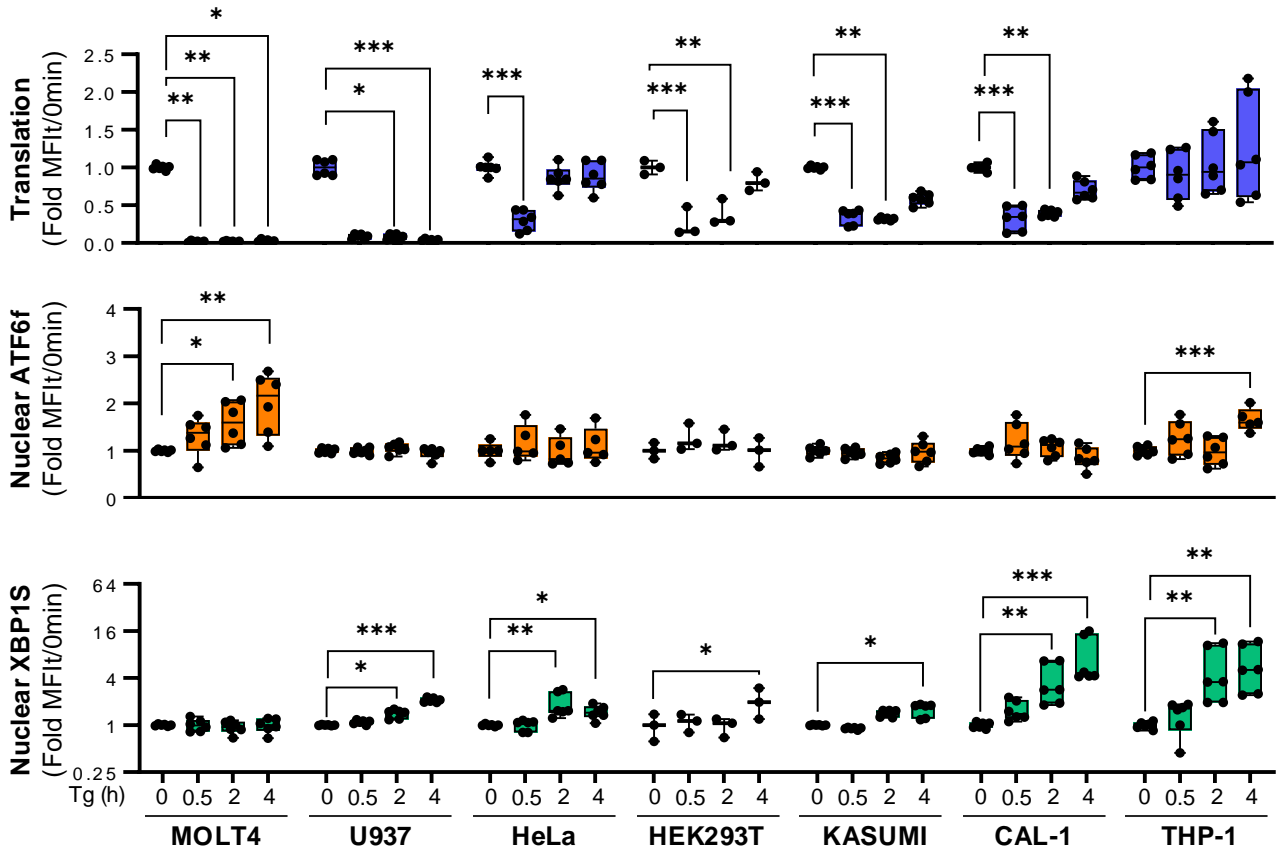 *
** ***
** * *** ** *** ** *** ** ***
Translation
(Fold MFIt/0min)
2.5
2.0
1.5
1.0
0.5
0.0
** * ***
Nuclear ATF6f
(Fold MFIt/0min)
4
3
2
1
0
*** * ** * * * *** ** ** **
Nuclear XBP1S
(Fold MFIt/0min)
64
16
4
1
0.25
Tg (h) 0 0.5 2 4 0 0.5 2 4 0 0.5 2 4 0 0.5 2 4 0 0.5 2 4 0 0.5 2 4 0 0.5 2 4
MOLT4 U937 HeLa HEK293T KASUMI CAL-1 THP-1